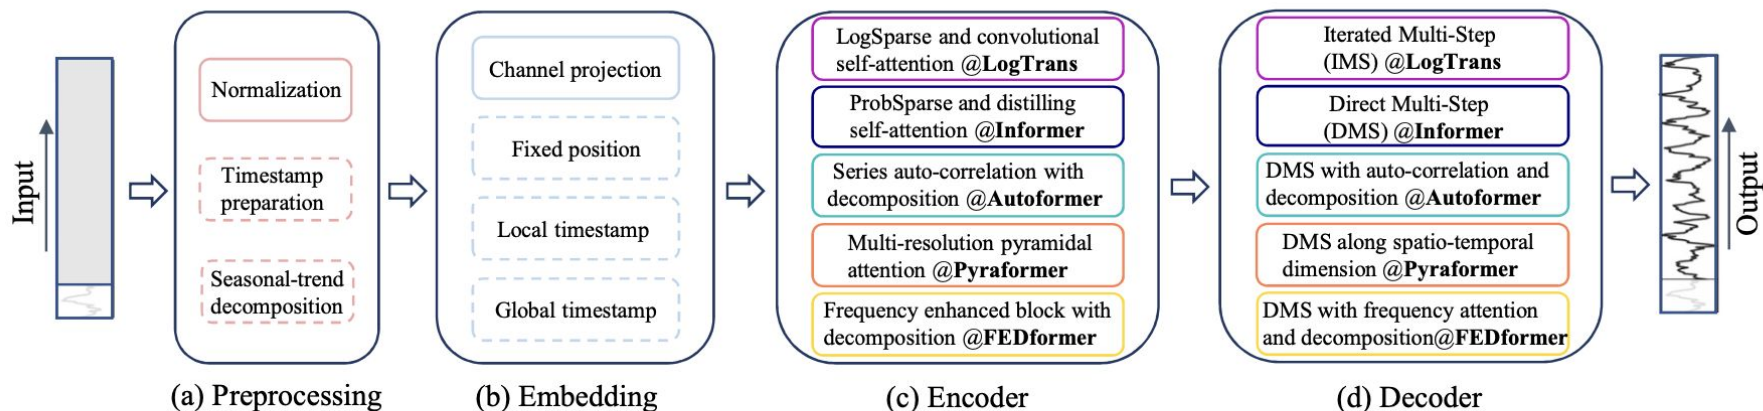 Input
Normalization
Timestamp
preparation
Seasonal-trend
decomposition
(a) Preprocessing
Channel projection
Fixed position
Local timestamp
Global timestamp
(b) Embedding
LogSparse and convolutional
self-attention @LogTrans
ProbSparse and distilling
self-attention @Informer
Series auto-correlation with
decomposition @Autoformer
Multi-resolution pyramidal
attention @Pyraformer
Frequency enhanced block with
decomposition @FEDformer
(c) Encoder
Iterated Multi-Step
(IMS) @LogTrans
Direct Multi-Step
(DMS) @Informer
DMS with auto-correlation and
decomposition @Autoformer
DMS along spatio-temporal
dimension @Pyraformer
DMS with frequency attention
and decomposition@FEDformer
(d) Decoder
Output